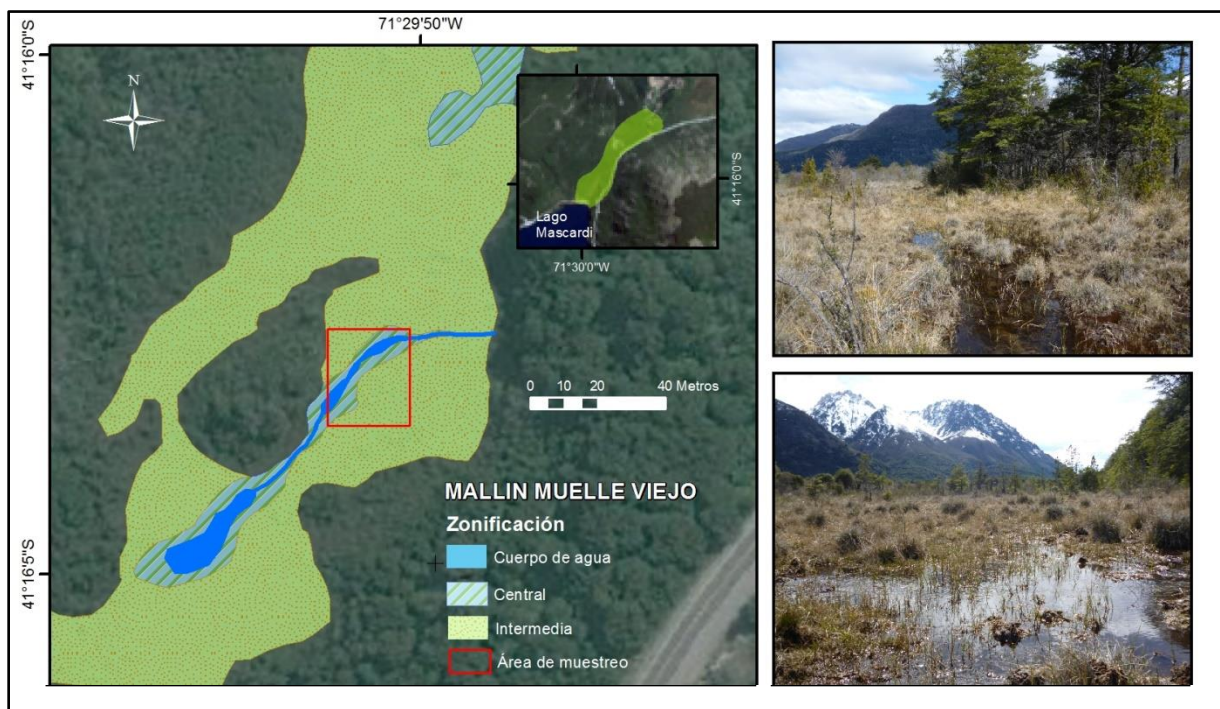 71°29'50"W
41°16'0"S
N
41°16'0"S
Lago
Mascardi
71°30'0"W
0 10 20 40 Metros
MALLIN MUELLE VIEJO
Zonificación
Cuerpo de agua
Central
Intermedia
Área de muestreo
41°16'5"S